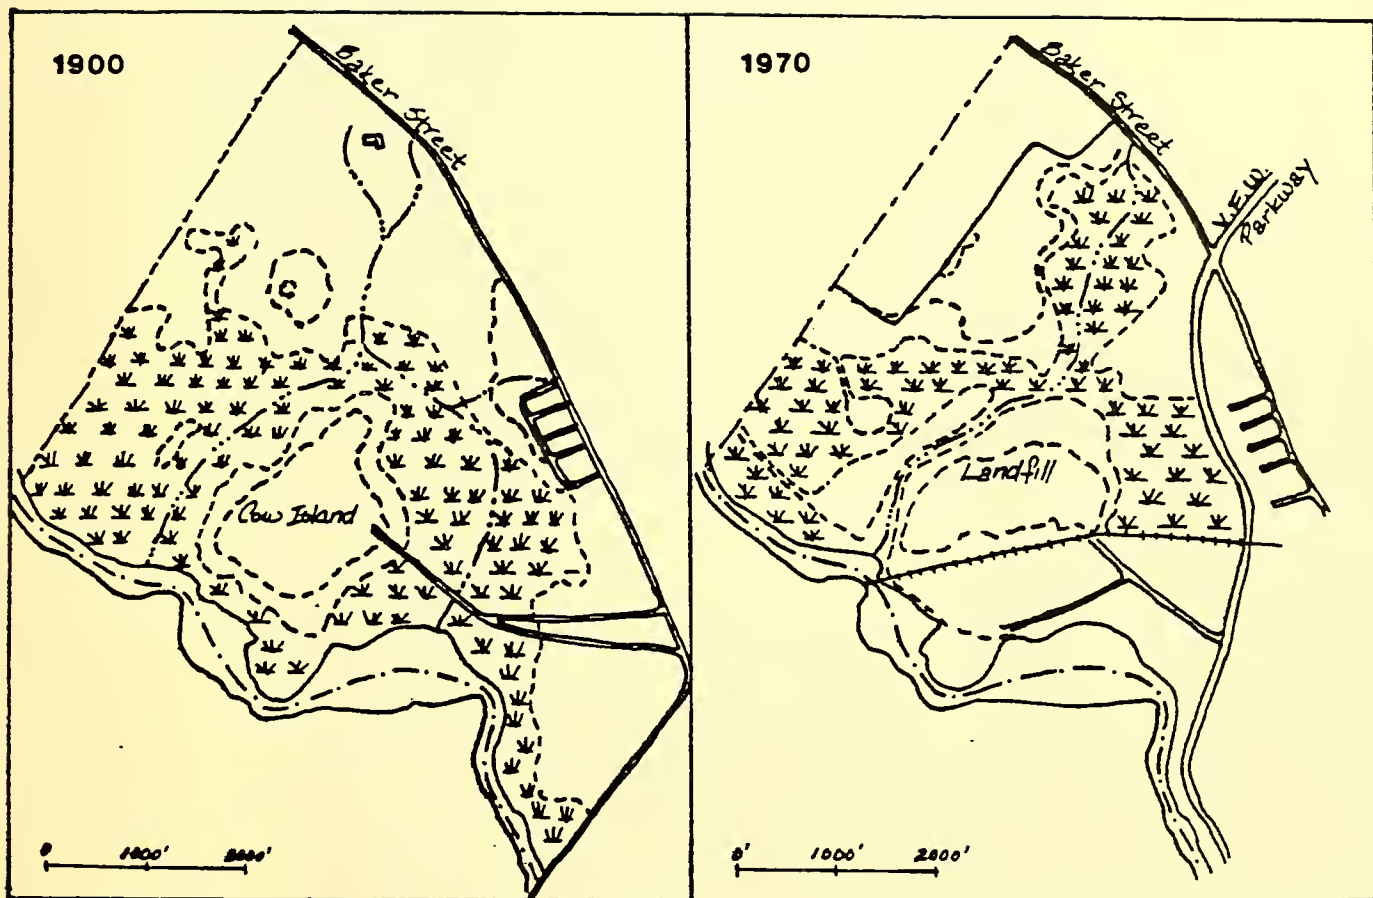 1900
Baker Street
Cow Island
0 1000' 2000'
1970
Baker Street
V.F.W.
Parkway
Landfill
0' 1000' 2000'